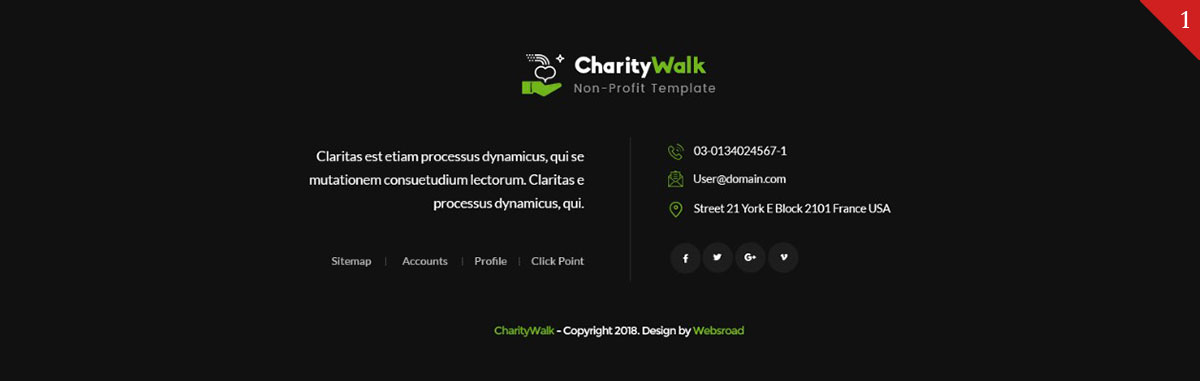 1
CharityWalk
Non-Profit Template
Claritas est etiam processus dynamicus, qui se
mutationem consuetudium lectorum. Claritas e
processus dynamicus, qui.
Sitemap | Accounts | Profile | Click Point
03-0134024567-1
User@domain.com
Street 21 York E Block 2101 France USA
CharityWalk - Copyright 2018. Design by Websroad